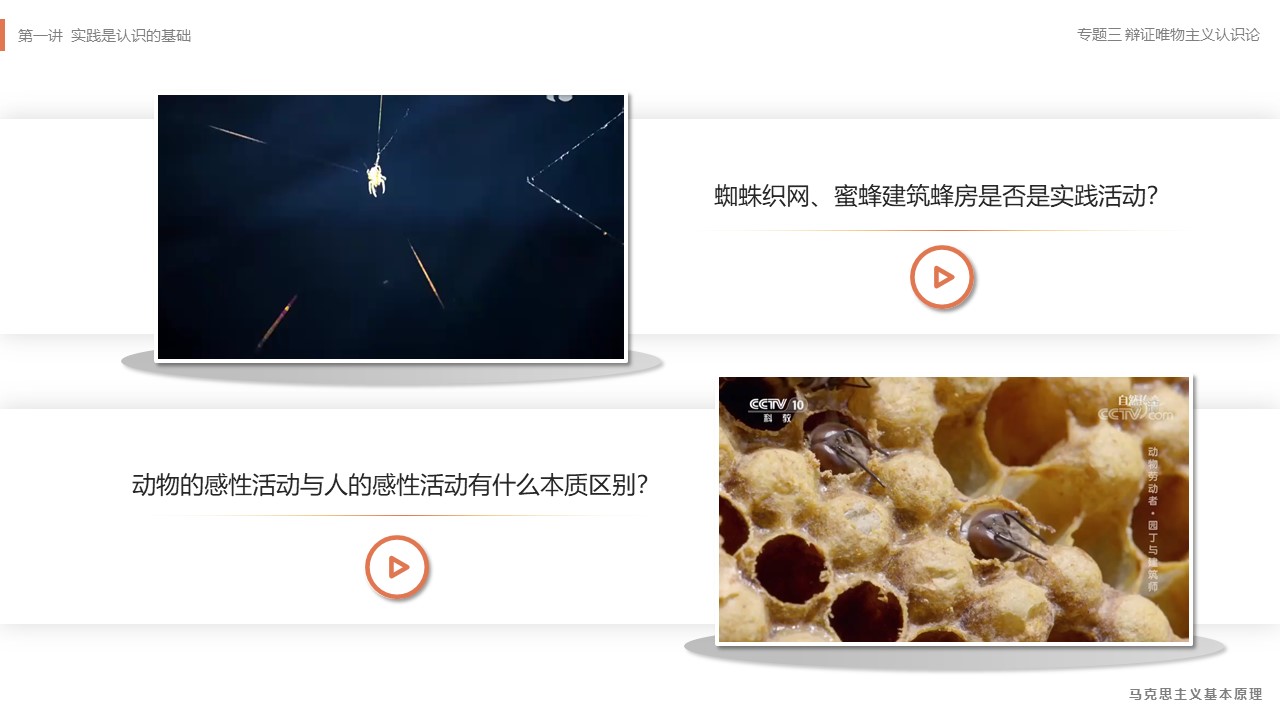 第一讲 实践是认识的基础
专题三 辩证唯物主义认识论
蜘蛛织网、蜜蜂建筑蜂房是否是实践活动？
动物的感性活动与人的感性活动有什么本质区别？
CCTV 10
科教
CCTV.com
动物劳动者·园丁与建筑师
马克思主义基本原理